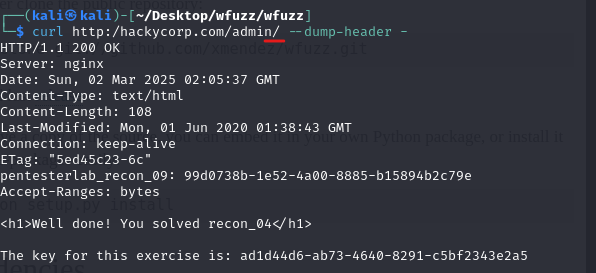 ┌──(kali㉿kali)-[~/Desktop/wfuzz/wfuzz]
└─$ curl http:/hackycorp.com/admin/ --dump-header -
HTTP/1.1 200 OK
Server: nginx
Date: Sun, 02 Mar 2025 02:05:37 GMT
Content-Type: text/html
Content-Length: 108
Last-Modified: Mon, 01 Jun 2020 01:38:43 GMT
Connection: keep-alive
ETag: "5ed45c23-6c"
pentesterlab_recon_09: 99d0738b-1e52-4a00-8885-b15894b2c79e
Accept-Ranges: bytes
<h1>Well done! You solved recon_04</h1>
The key for this exercise is: ad1d44d6-ab73-4640-8291-c5bf2343e2a5